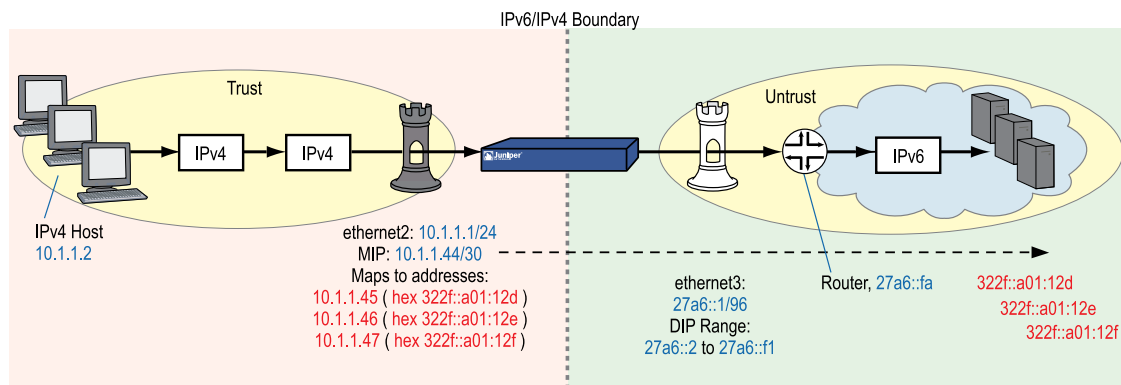 IPv6/IPv4 Boundary
Trust
Untrust
IPv4
IPv4
Juniper
IPv6
IPv4 Host
10.1.1.2
ethernet2: 10.1.1.1/24
MIP: 10.1.1.44/30
Maps to addresses:
10.1.1.45 ( hex 322f::a01:12d )
10.1.1.46 ( hex 322f::a01:12e )
10.1.1.47 ( hex 322f::a01:12f )
ethernet3:
27a6::1/96
DIP Range:
27a6::2 to 27a6::f1
Router, 27a6::fa
322f::a01:12d
322f::a01:12e
322f::a01:12f